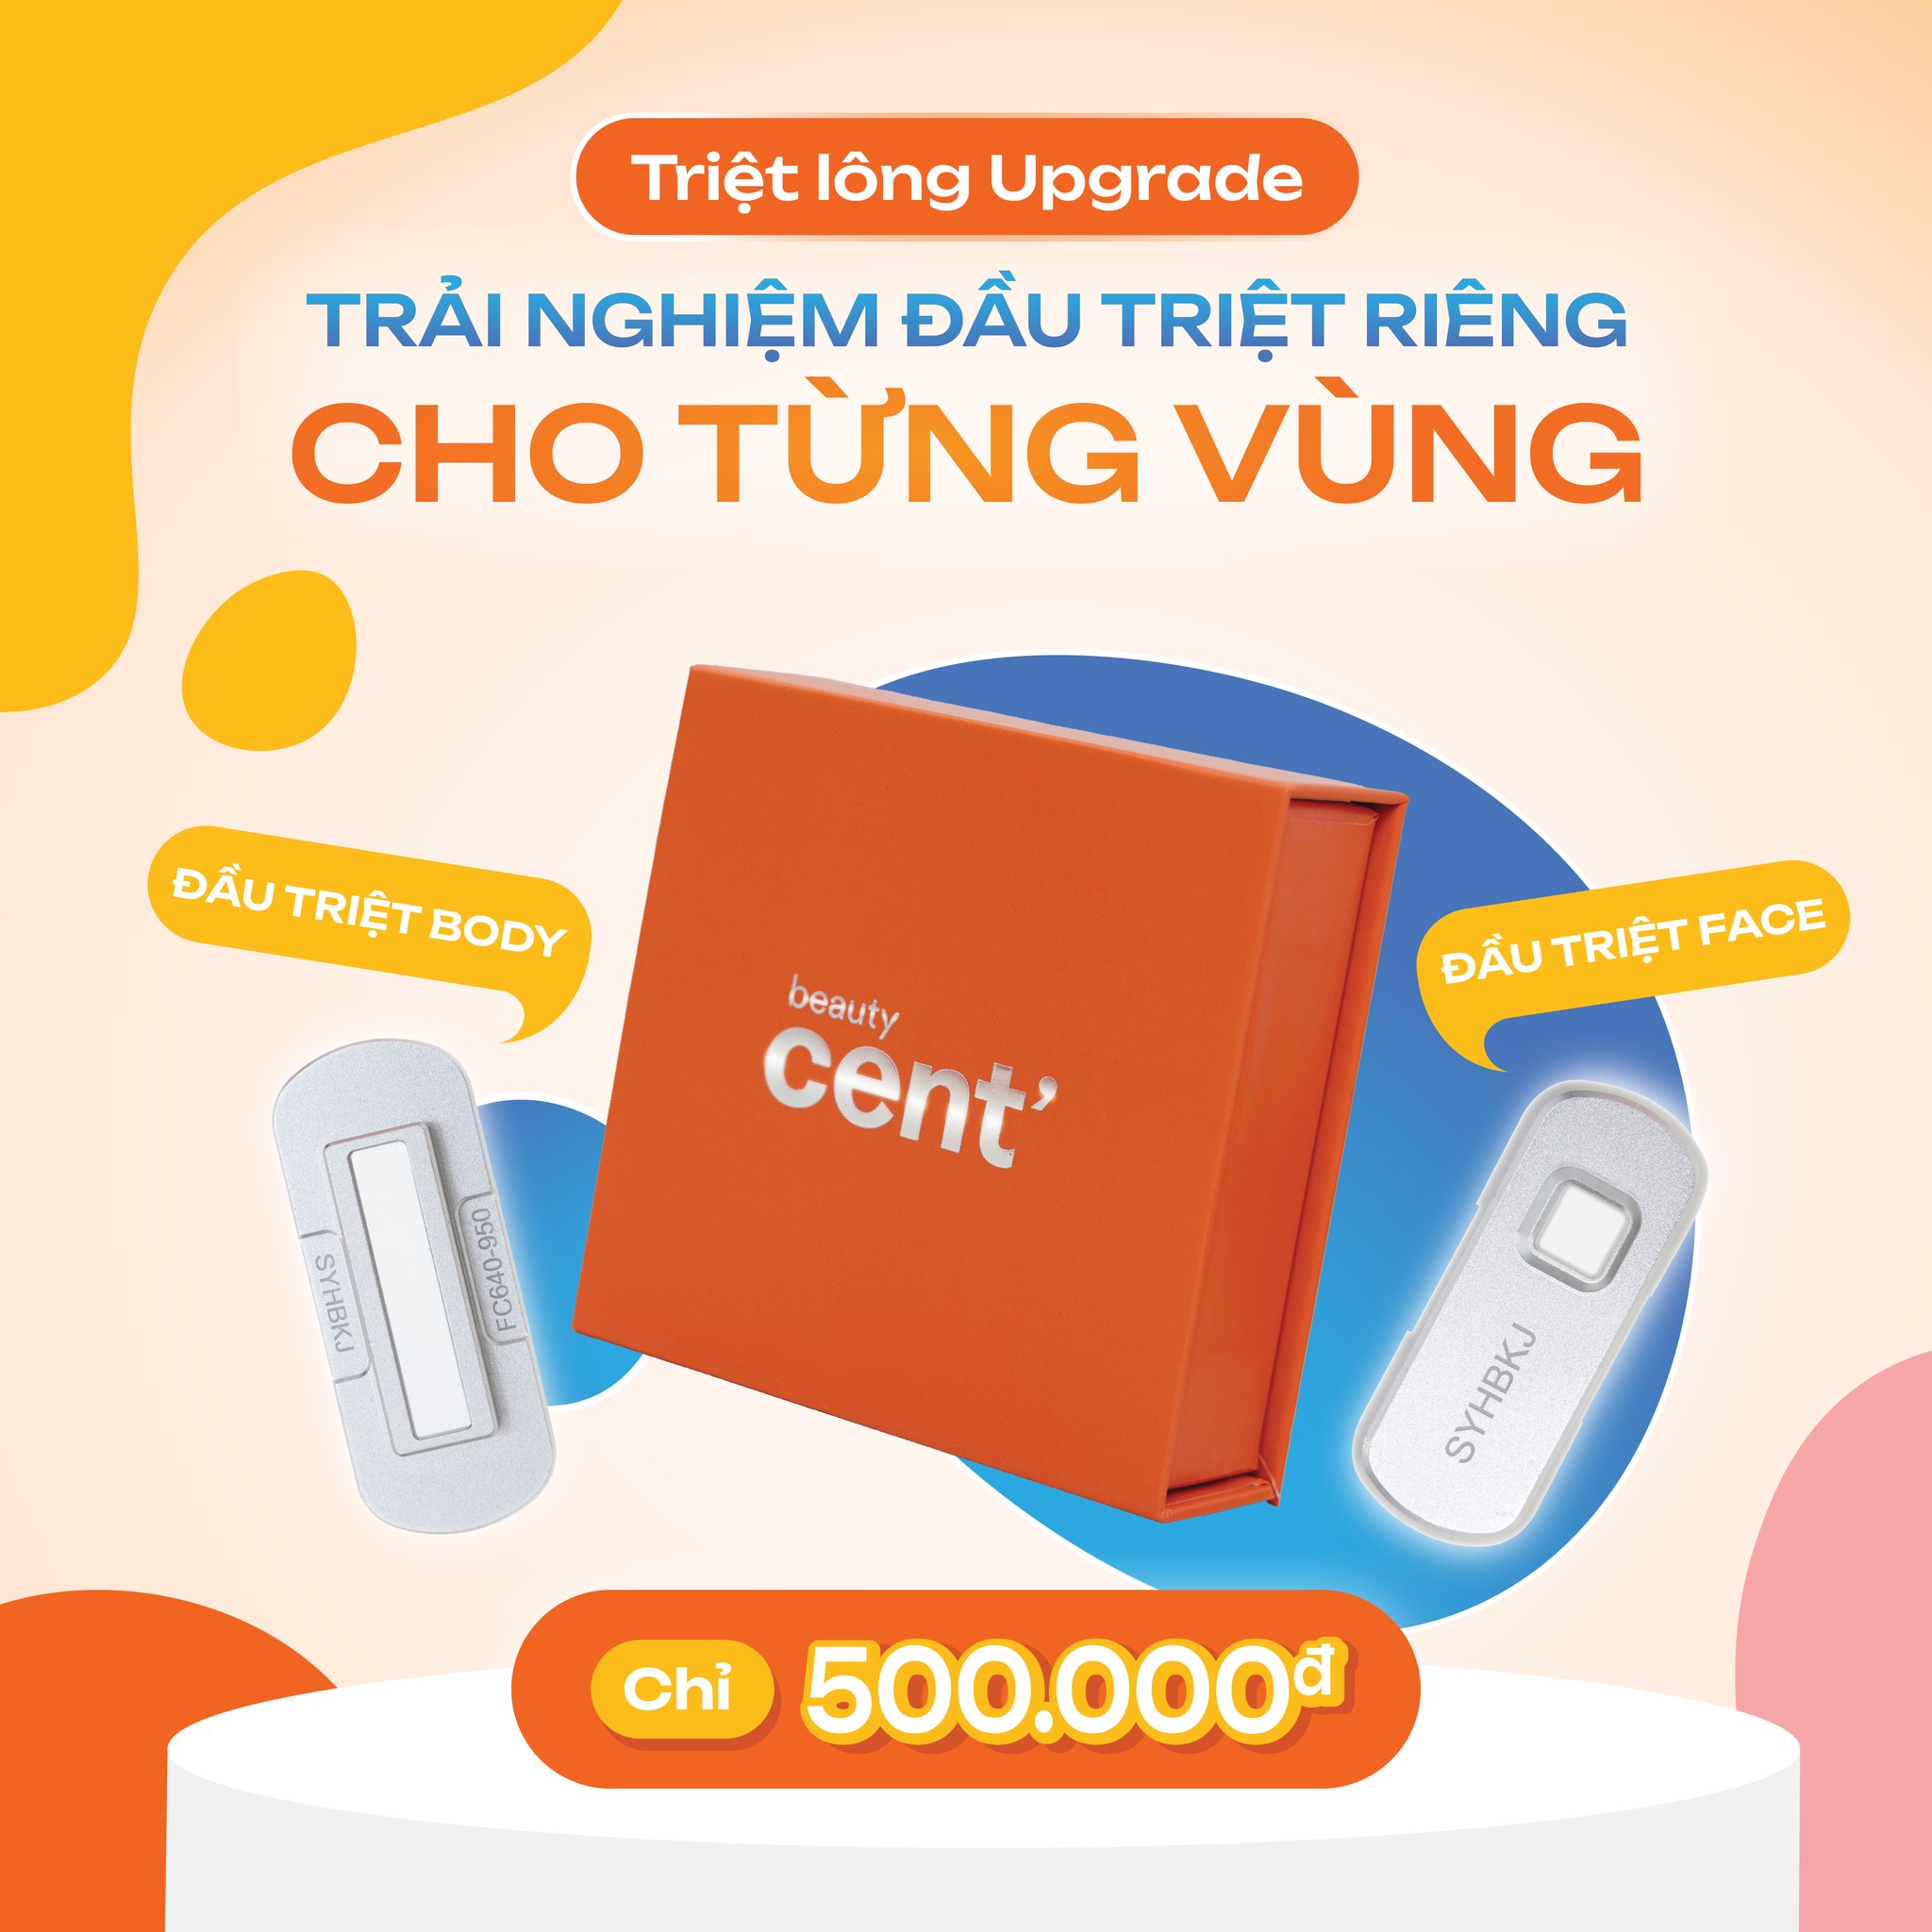 Triệt lông Upgrade
TRẢI NGHIỆM ĐẦU TRIỆT RIÊNG
CHO TỪNG VÙNG
ĐẦU TRIỆT BODY
ĐẦU TRIỆT FACE
beauty
cent’
SYHBKJ
FC640-950
SYHBKJ
Chỉ 500.000đ